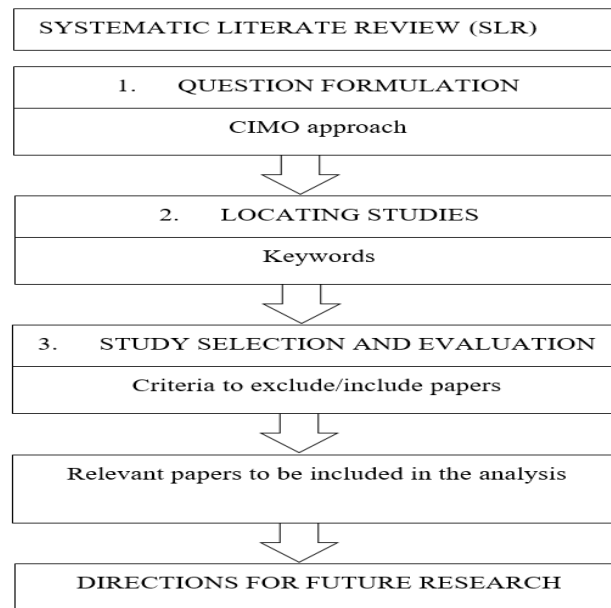 SYSTEMATIC LITERATE REVIEW (SLR)
1. QUESTION FORMULATION
CIMO approach
2. LOCATING STUDIES
Keywords
3. STUDY SELECTION AND EVALUATION
Criteria to exclude/include papers
Relevant papers to be included in the analysis
DIRECTIONS FOR FUTURE RESEARCH